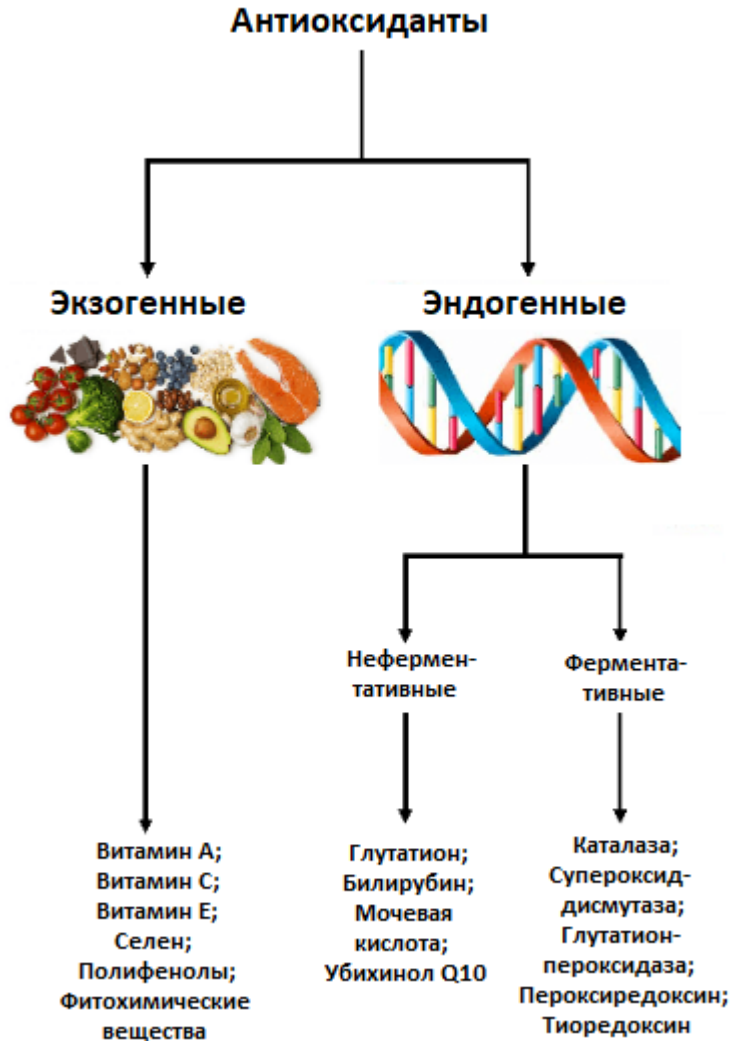 Антиоксиданты
Экзогенные
Эндогенные
Нефермен-
тативные
Фермента-
тивные
Витамин А;
Витамин С;
Витамин Е;
Селен;
Полифенолы;
Фитохимические
вещества
Глутатион;
Билирубин;
Мочевая
кислота;
Убихинол Q10
Каталаза;
Супероксид-
дисмутаза;
Глутатион-
пероксидаза;
Пероксиредоксин;
Тиоредоксин